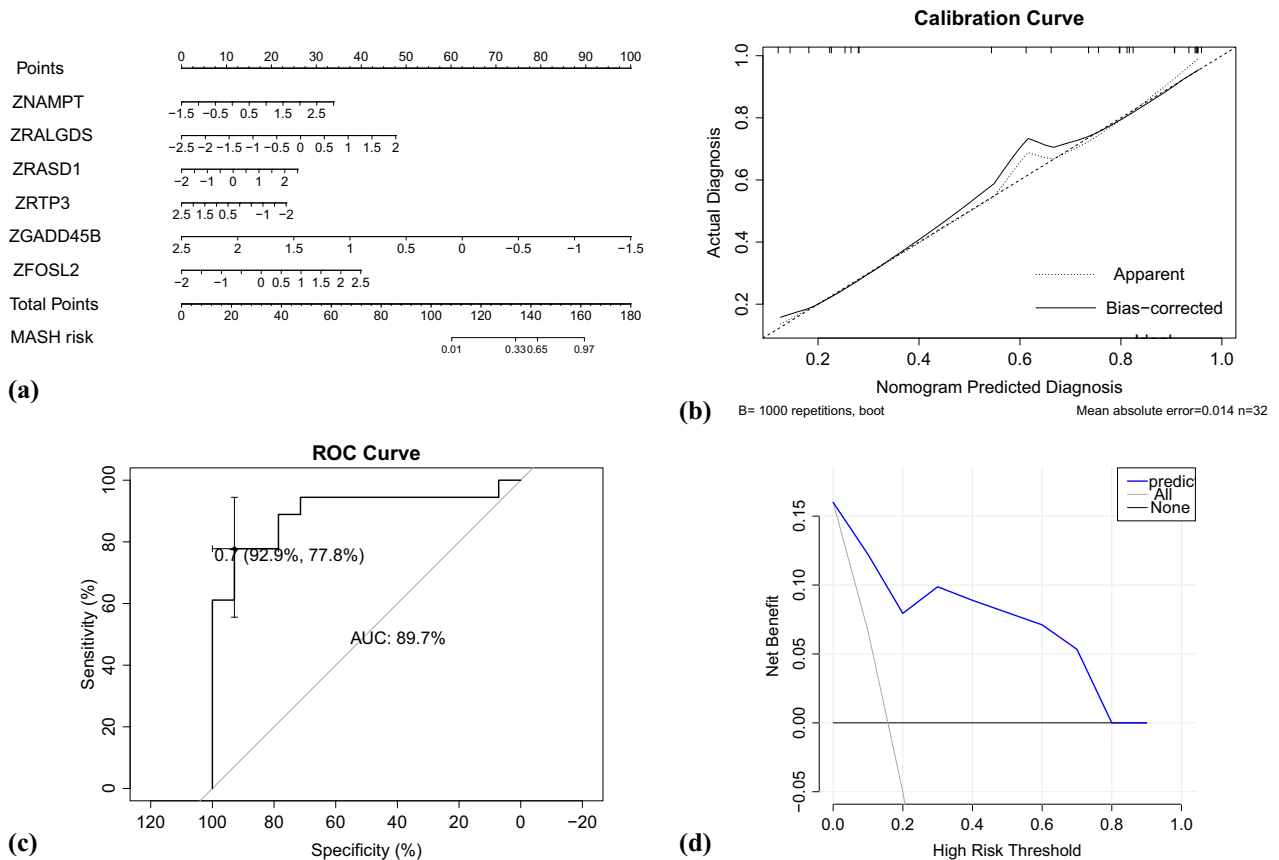 0 10 20 30 40 50 60 70 80 90 100
Points
ZNAMPT
−1.5 −0.5 0.5 1.5 2.5
ZRALGDS
−2.5 −2 −1.5 −1 −0.5 0 0.5 1 1.5 2
ZRASD1
−2 −1 0 1 2
ZRTP3
2.5 1.5 0.5 −1 −2
ZGADD45B
2.5 2 1.5 1 0.5 0 −0.5 −1 −1.5
ZFOSL2
−2 −1 0 0.5 1 1.5 2 2.5
Total Points
0 20 40 60 80 100 120 140 160 180
MASH risk
0.01 0.33 0.65 0.97
(a)
Calibration Curve
Actual Diagnosis
1.0
0.8
0.6
0.4
0.2
Apparent
Bias−corrected
0.2 0.4 0.6 0.8 1.0
Nomogram Predicted Diagnosis
(b) B= 1000 repetitions, boot Mean absolute error=0.014 n=32
ROC Curve
Sensitivity (%)
100
80
60
40
20
0
0.7 (92.9%, 77.8%)
AUC: 89.7%
120 100 80 60 40 20 0 −20
Specificity (%)
(c)
predic
All
None
Net Benefit
0.15
0.10
0.05
0.00
−0.05
0.0 0.2 0.4 0.6 0.8 1.0
High Risk Threshold
(d)